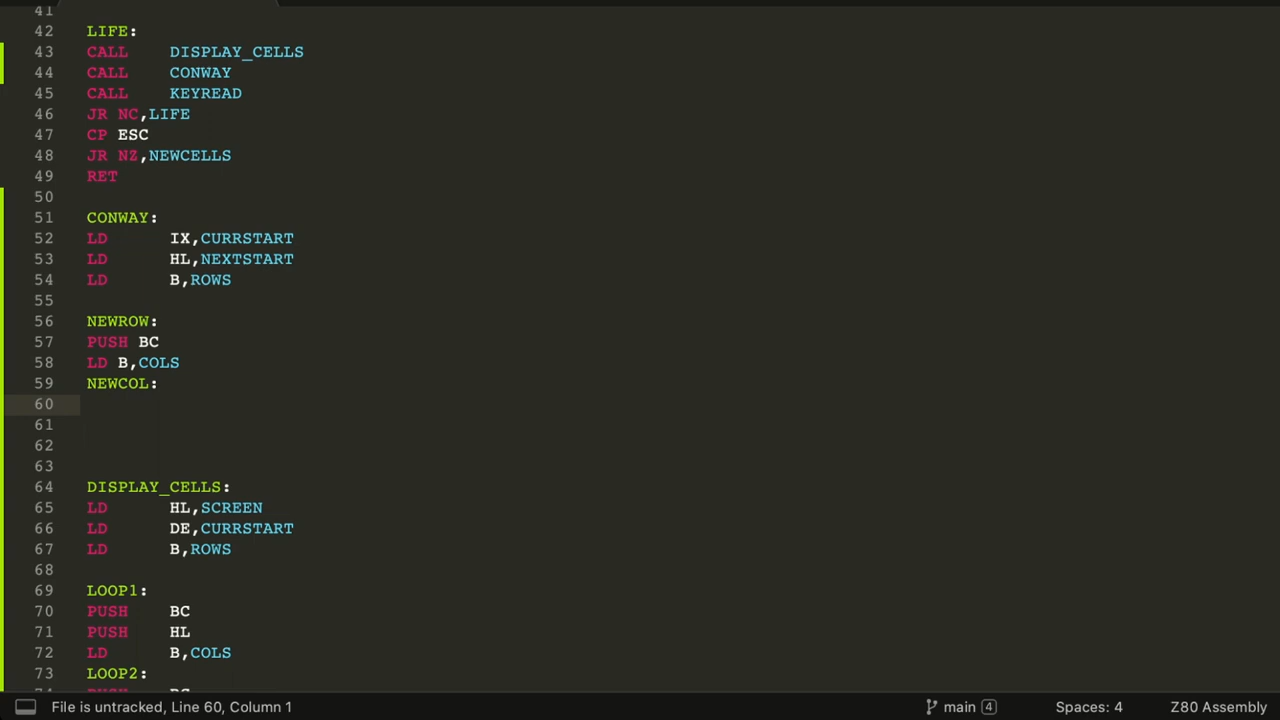 41
42 LIFE:
43 CALL DISPLAY_CELLS
44 CALL CONWAY
45 CALL KEYREAD
46 JR NC,LIFE
47 CP ESC
48 JR NZ,NEWCELLS
49 RET
50
51 CONWAY:
52 LD IX,CURRSTART
53 LD HL,NEXTSTART
54 LD B,ROWS
55
56 NEWROW:
57 PUSH BC
58 LD B,COLS
59 NEWCOL:
60
61
62
63
64 DISPLAY_CELLS:
65 LD HL,SCREEN
66 LD DE,CURRSTART
67 LD B,ROWS
68
69 LOOP1:
70 PUSH BC
71 PUSH HL
72 LD B,COLS
73 LOOP2:
74 PUSH BC
File is untracked, Line 60, Column 1 main 4 Spaces: 4 Z80 Assembly